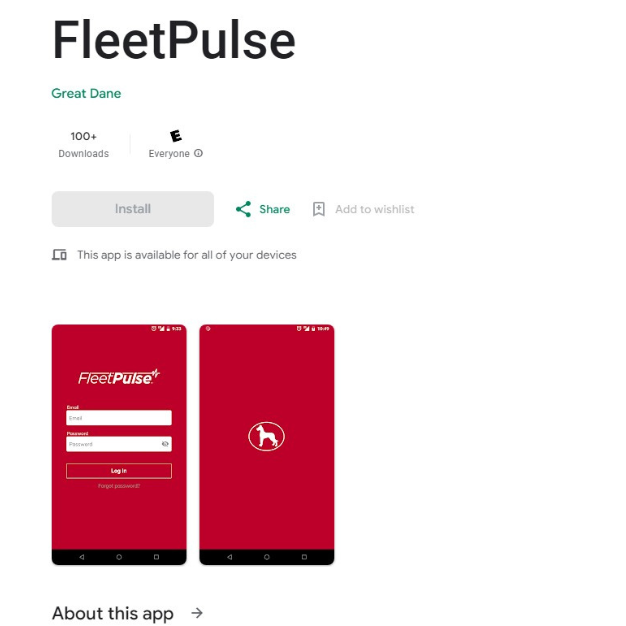 FleetPulse
Great Dane
100+
Downloads
E
Everyone
Install
Share
Add to wishlist
This app is available for all of your devices
9:33
FleetPulse
Email
Email
Password
Password
Log In
Forgot password?
10:49
About this app